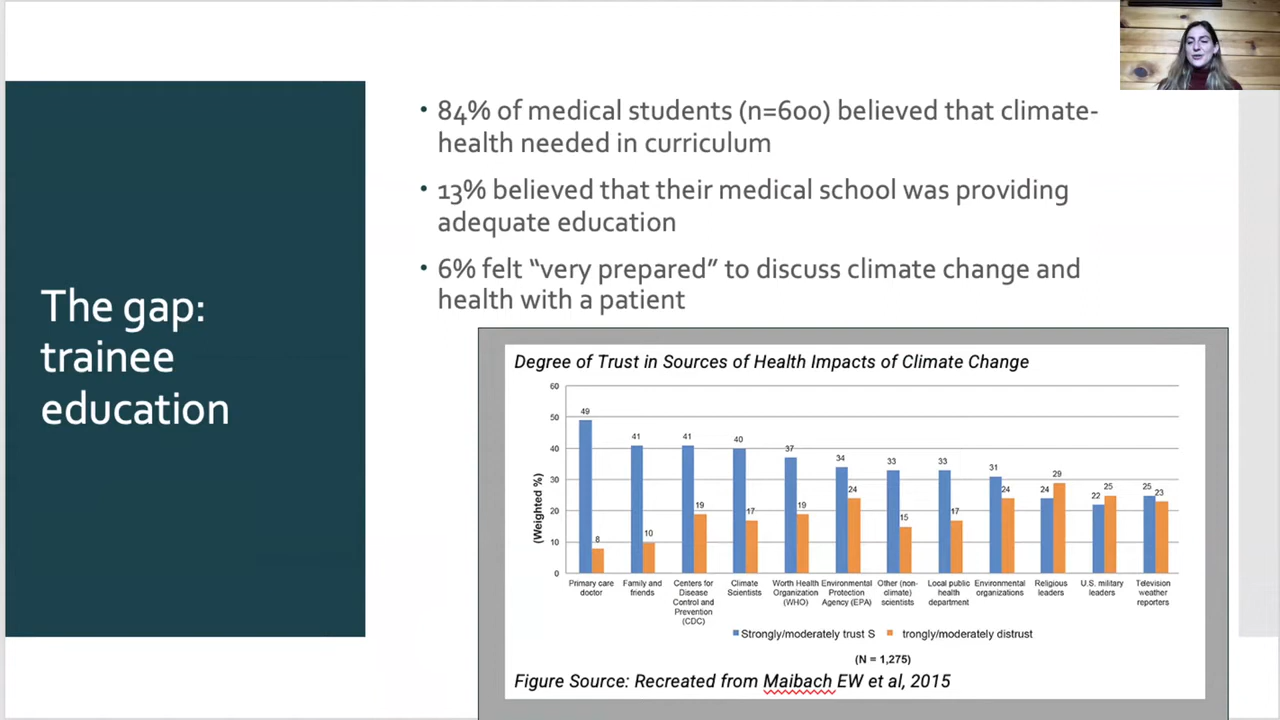 The gap:
trainee
education
• 84% of medical students (n=600) believed that climate-
health needed in curriculum
• 13% believed that their medical school was providing
adequate education
• 6% felt “very prepared” to discuss climate change and
health with a patient
Degree of Trust in Sources of Health Impacts of Climate Change
(Weighted %)
60
50
40
30
20
10
0
49 8
41 10
41 19
40 17
37 19
34 24
33 15
33 17
31 24
24 29
22 25
25 23
Primary care
doctor
Family and
friends
Centers for
Disease
Control and
Prevention
(CDC)
Climate
Scientists
Worth Health
Organization
(WHO)
Environmental
Protection
Agency (EPA)
Other (non-
climate)
scientists
Local public
health
department
Environmental
organizations
Religious
leaders
U.S. military
leaders
Television
weather
reporters
Strongly/moderately trust S trongly/moderately distrust
(N = 1,275)
Figure Source: Recreated from Maibach EW et al, 2015